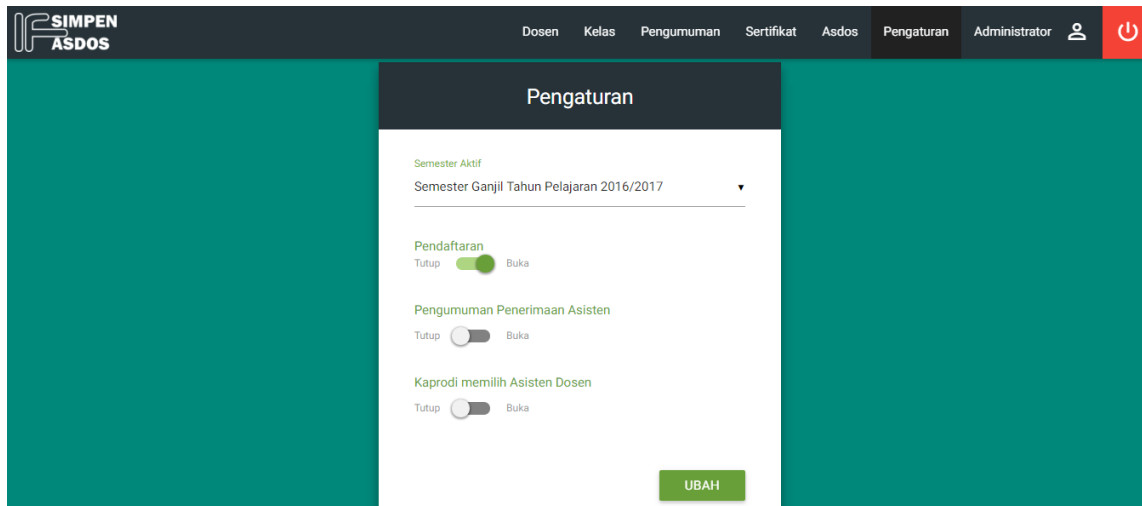 IF SIMPEN
ASDOS
Dosen Kelas Pengumuman Sertifikat Asdos Pengaturan Administrator
Pengaturan
Semester Aktif
Semester Ganjil Tahun Pelajaran 2016/2017
Pendaftaran
Tutup Buka
Pengumuman Penerimaan Asisten
Tutup Buka
Kaprodi memilih Asisten Dosen
Tutup Buka
UBAH